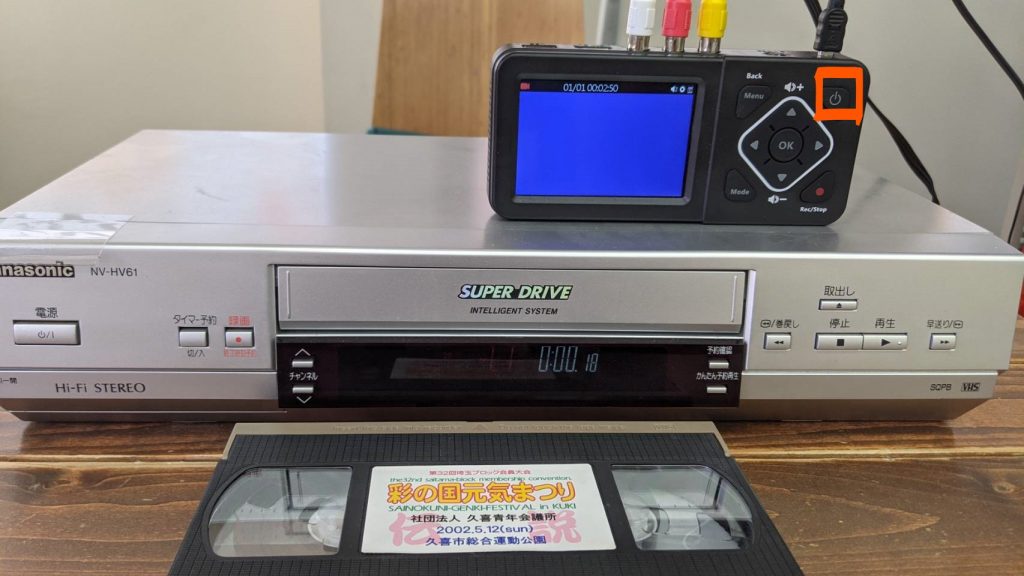 01/01 00:02:50
Back
Menu
OK
Mode
Rec/Stop
Panasonic
NV-HV61
電源
タイマー予約
切/入
録画
SUPER DRIVE
INTELLIGENT SYSTEM
チャンネル
0:00.18
予約確認
かんたん予約再生
取出し
巻戻し
停止
再生
早送り
Hi-Fi STEREO
SQPB
VHS
第32回埼玉ブロック会員大会
the32nd saitama-block membership convention
彩の国元気まつり
SAINOKUNI-GENKI-FESTIVAL in KUKI
社団法人 久喜青年会議所
2002.5.12(sun)
久喜市総合運動公園
伝説